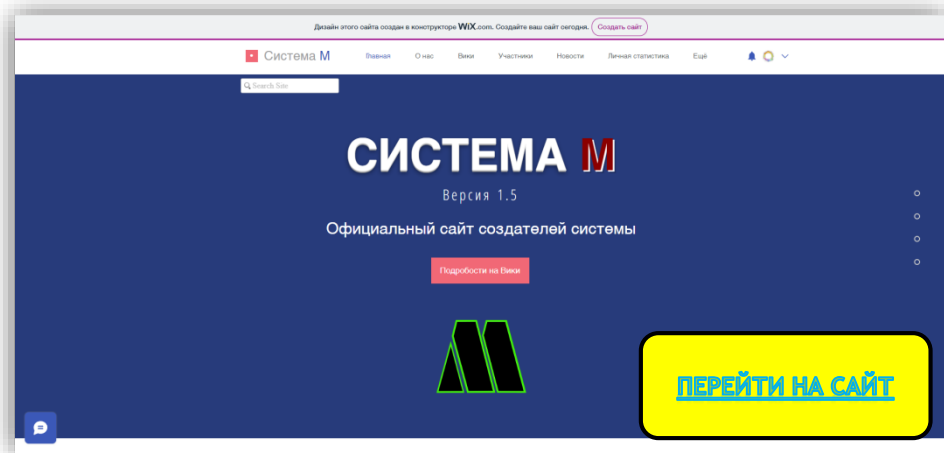 Дизайн этого сайта создан в конструкторе WiX.com. Создайте ваш сайт сегодня. Создать сайт
Система М Главная О нас Вики Участники Новости Личная статистика Ещё
Search Site
СИСТЕМА М
Версия 1.5
Официальный сайт создателей системы
Подробости на Вики
ПЕРЕЙТИ НА САЙТ